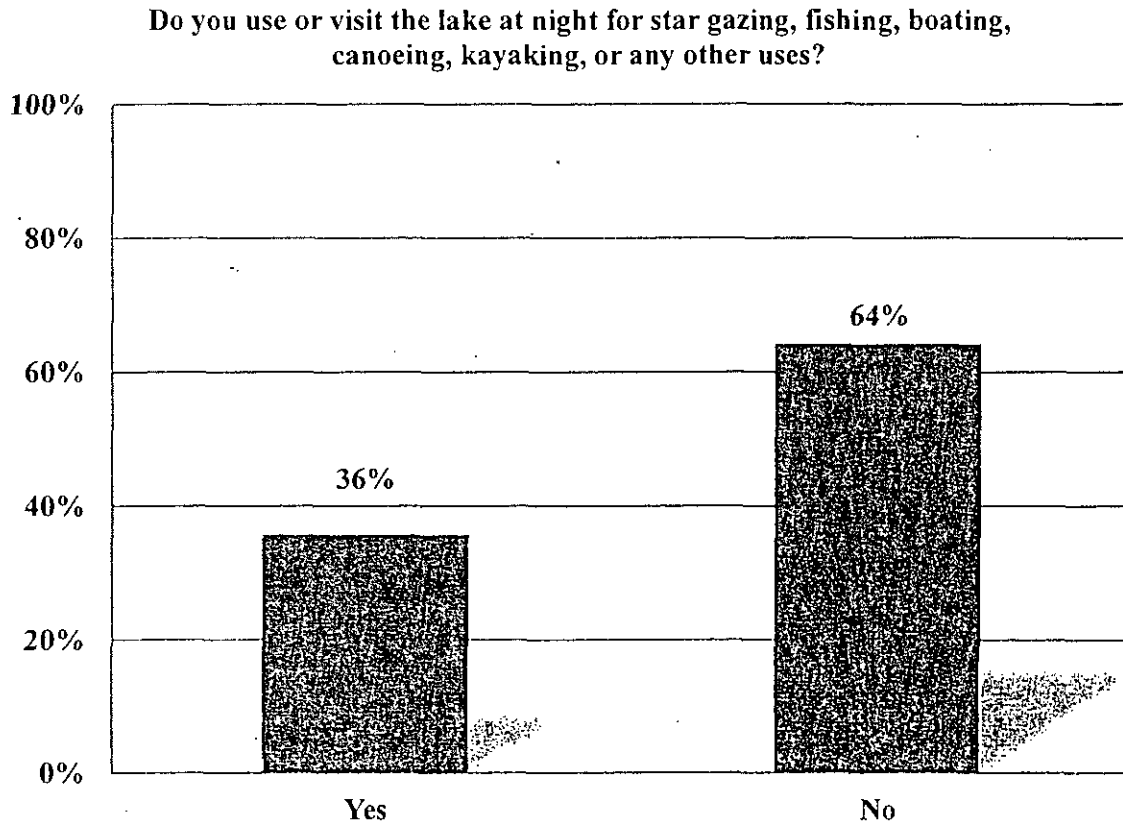 Do you use or visit the lake at night for star gazing, fishing, boating,
canoeing, kayaking, or any other uses?
100%
80%
64%
60%
36%
40%
20%
0%
Yes No